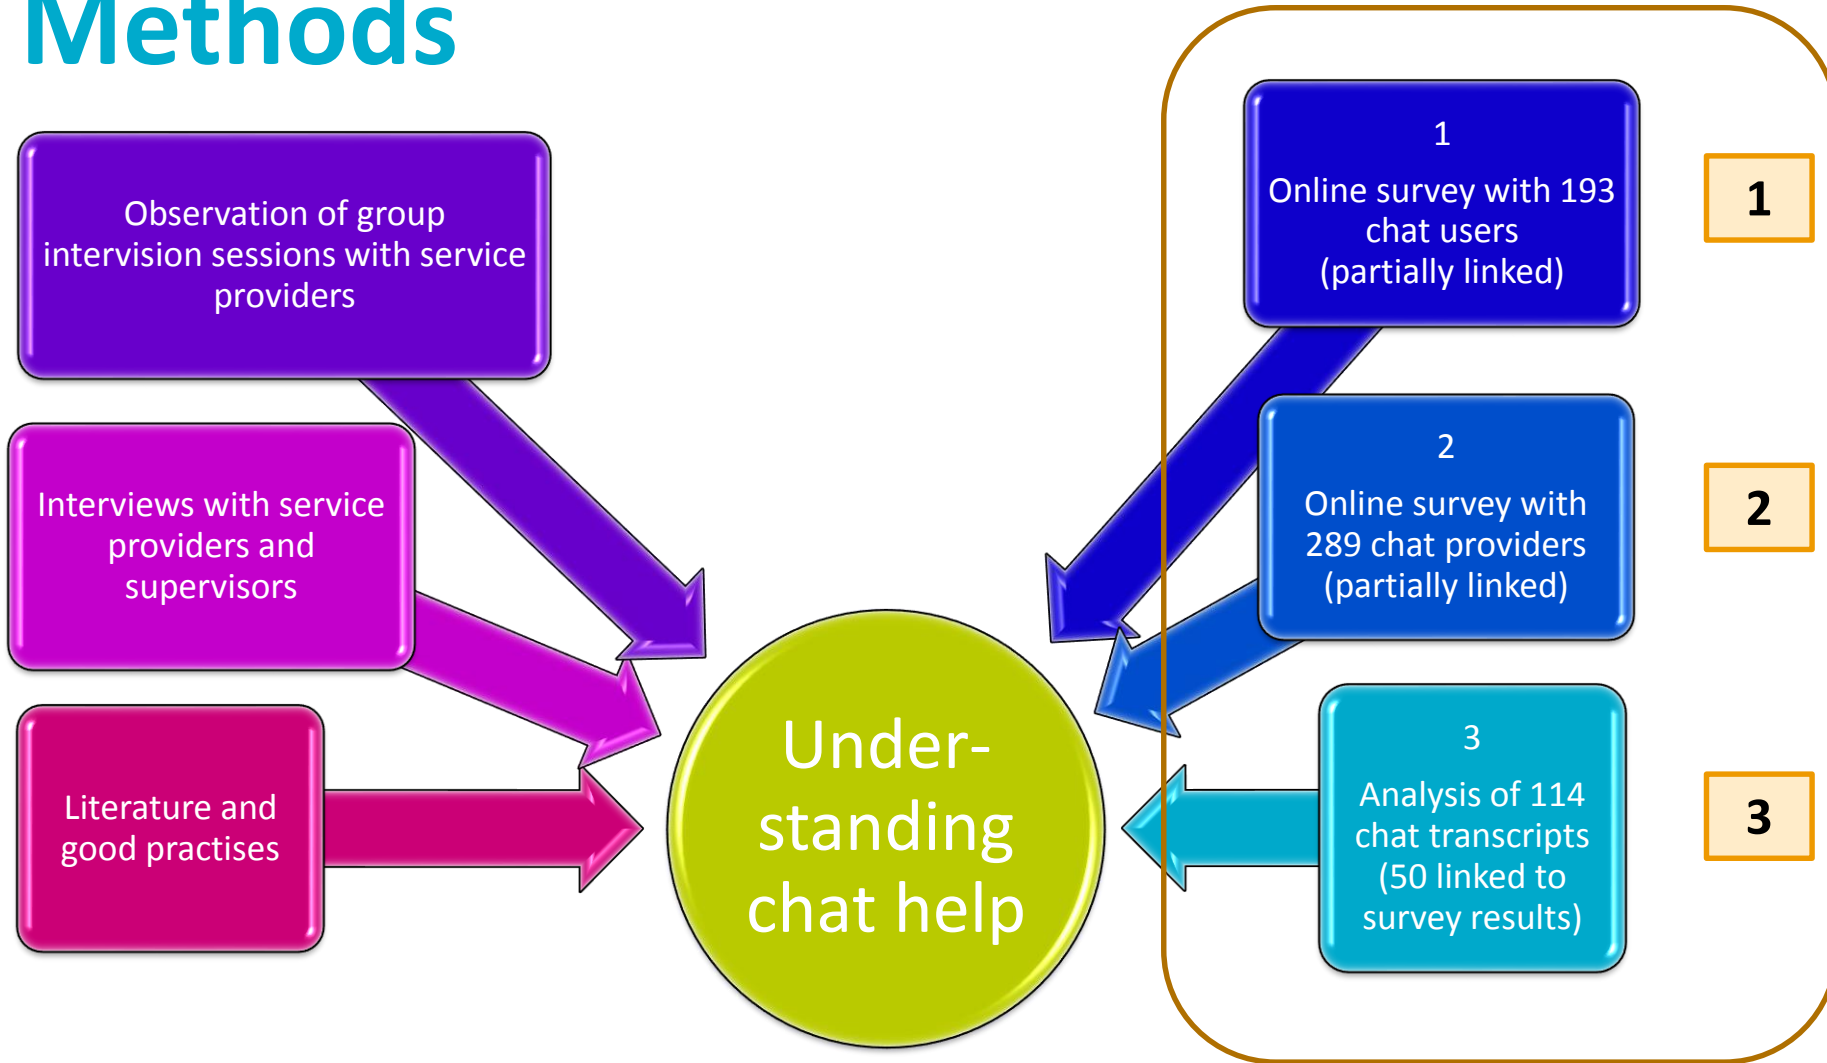 Methods
Observation of group
intervision sessions with service
providers
Interviews with service
providers and
supervisors
Literature and
good practises
Under-
standing
chat help
1
Online survey with 193
chat users
(partially linked)
1
2
Online survey with
289 chat providers
(partially linked)
2
3
Analysis of 114
chat transcripts
(50 linked to
survey results)
3